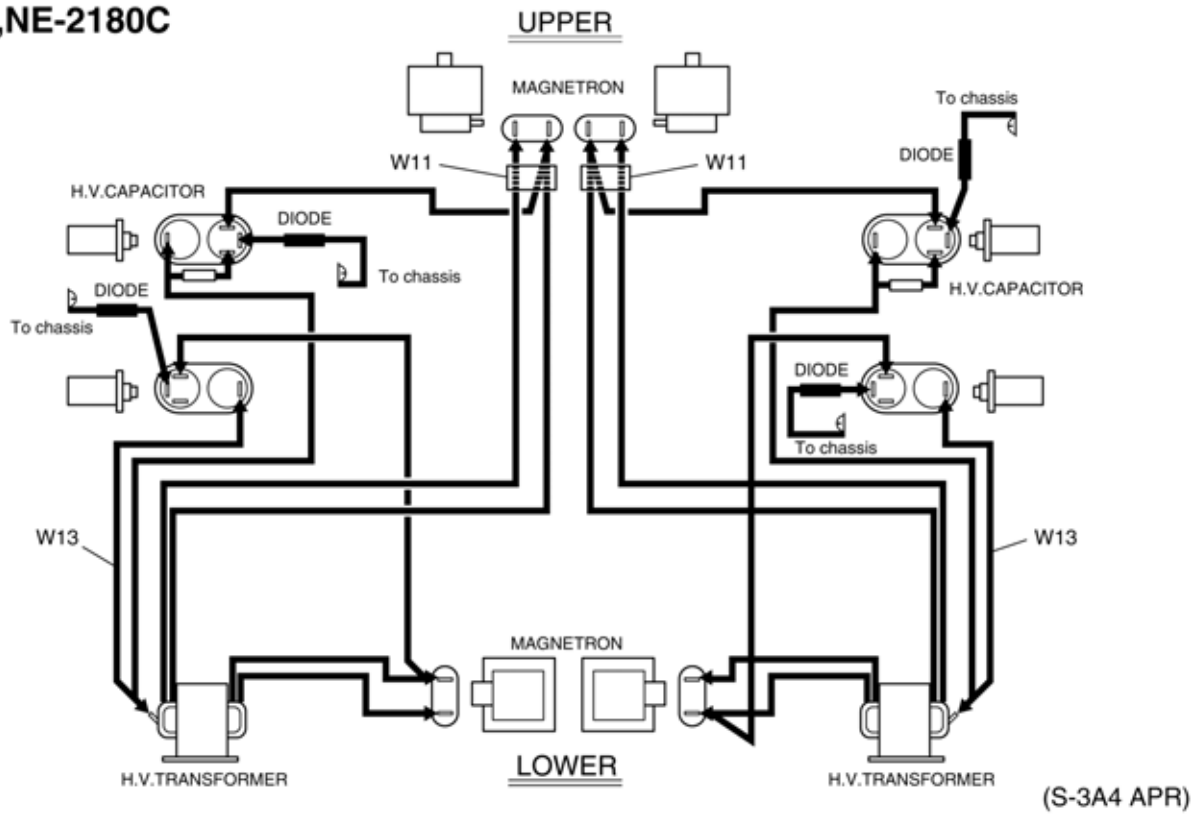 ,NE-2180C
UPPER
MAGNETRON
To chassis
DIODE
W11
W11
H.V.CAPACITOR
DIODE
To chassis
H.V.CAPACITOR
DIODE
To chassis
DIODE
To chassis
W13
W13
MAGNETRON
LOWER
H.V.TRANSFORMER
H.V.TRANSFORMER
(S-3A4 APR)